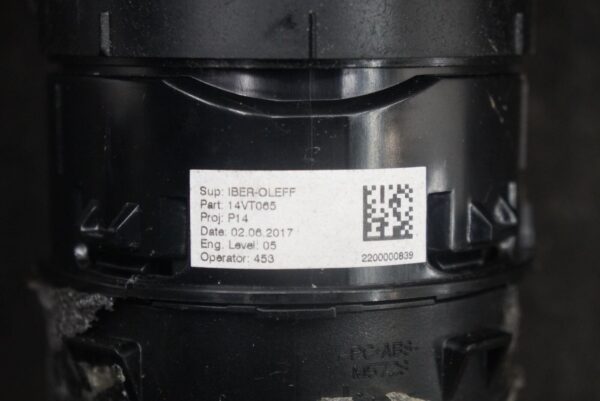 Sup: IBER-OLEFF
Part: 14VT065
Proj: P14
Date: 02.06.2017
Eng. Level: 05
Operator: 453
2200000839